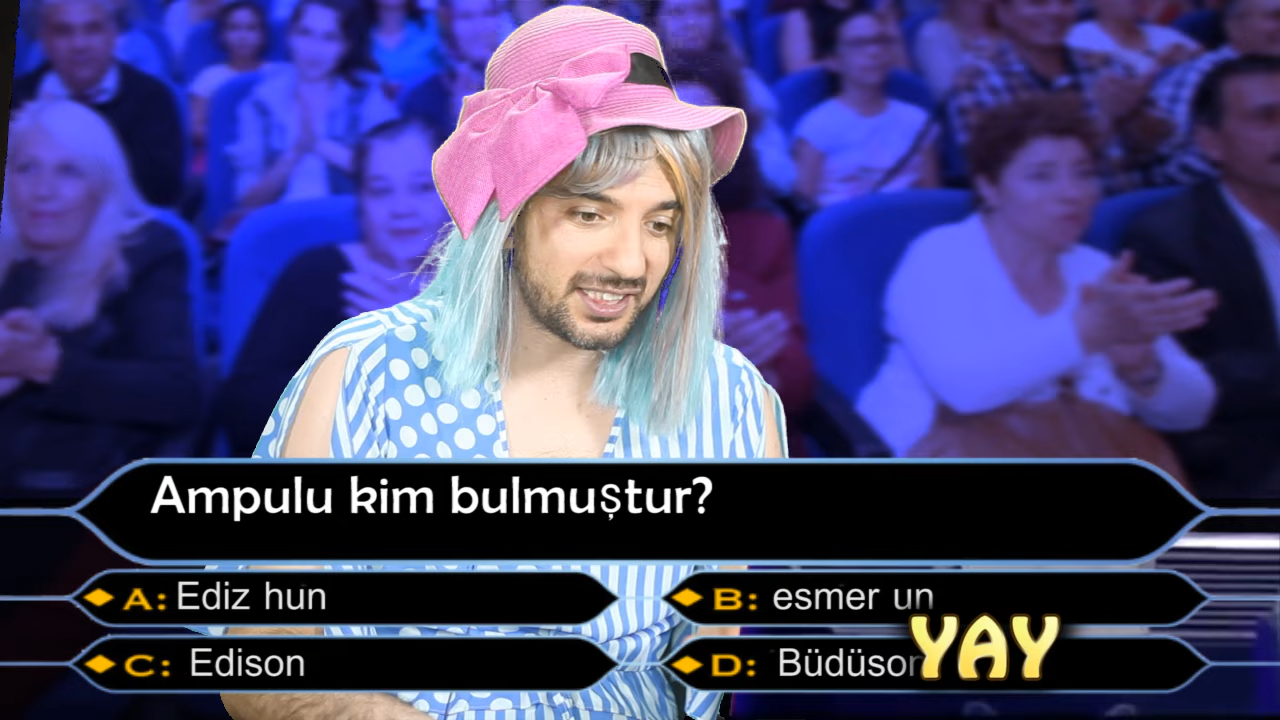 Ampulu kim bulmuştur?
A: Ediz hun
B: esmer un
C: Edison
D: Büdüson
YAY